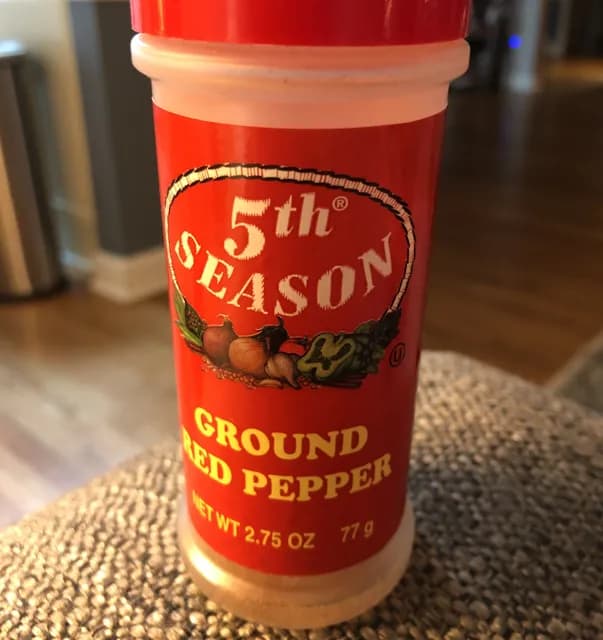 5th®
SEASON
U
GROUND
RED PEPPER
NET WT 2.75 OZ 77 g